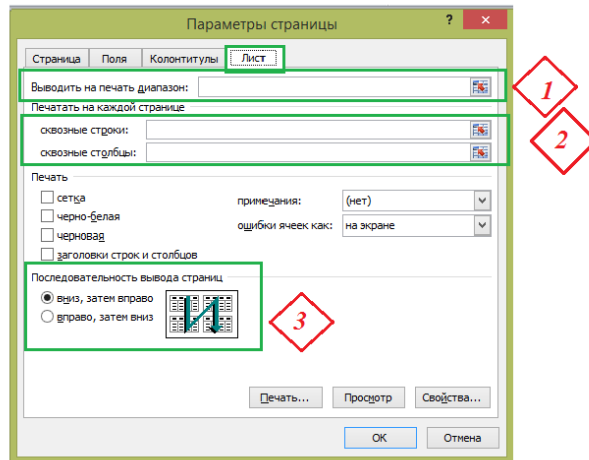 Параметры страницы ?
Страница Поля Колонтитулы Лист
Выводить на печать диапазон:
1
Печатать на каждой странице
сквозные строки:
2
сквозные столбцы:
Печать
сетка примечания: (нет)
черно-белая ошибки ячеек как: на экране
черновая
заголовки строк и столбцов
Последовательность вывода страниц
вниз, затем вправо
вправо, затем вниз
3
Печать... Просмотр Свойства...
ОК Отмена